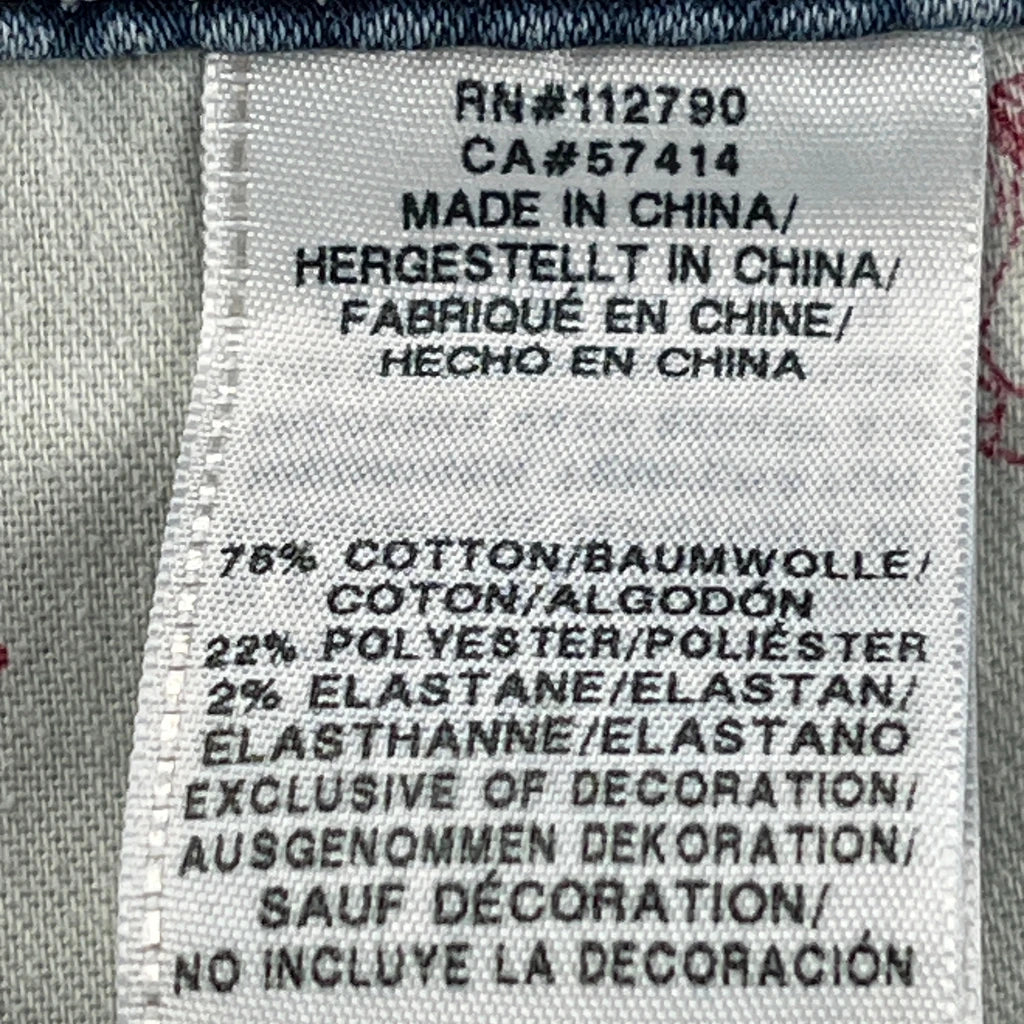 RN#112790
CA#57414
MADE IN CHINA/
HERGESTELLT IN CHINA/
FABRIQUÉ EN CHINE/
HECHO EN CHINA
76% COTTON/BAUMWOLLE/
COTON/ALGODÓN
22% POLYESTER/POLIÉSTER
2% ELASTANE/ELASTAN/
ELASTHANNE/ELASTANO
EXCLUSIVE OF DECORATION/
AUSGENOMMEN DEKORATION/
SAUF DÉCORATION/
NO INCLUYE LA DECORACIÓN